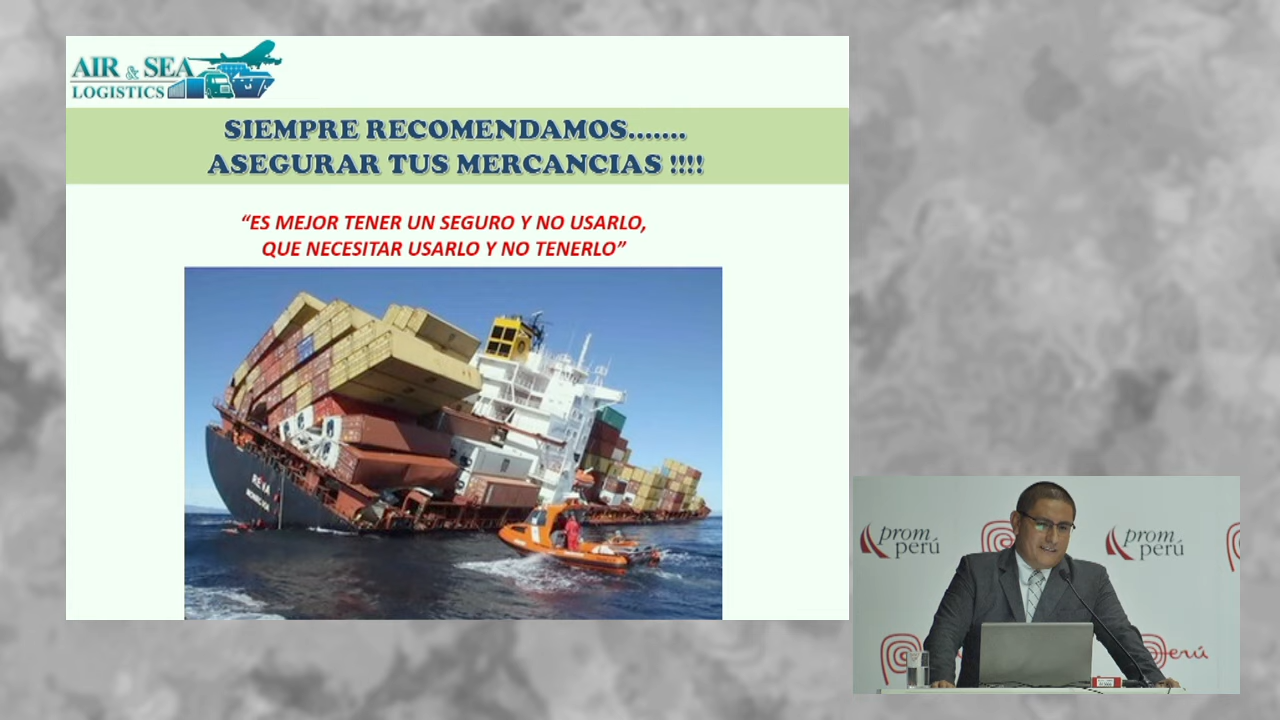 AIR & SEA
LOGISTICS
SIEMPRE RECOMENDAMOS.......
ASEGURAR TUS MERCANCIAS !!!!
“ES MEJOR TENER UN SEGURO Y NO USARLO,
QUE NECESITAR USARLO Y NO TENERLO”
RENA
prom
perú
prom
perú
Perú